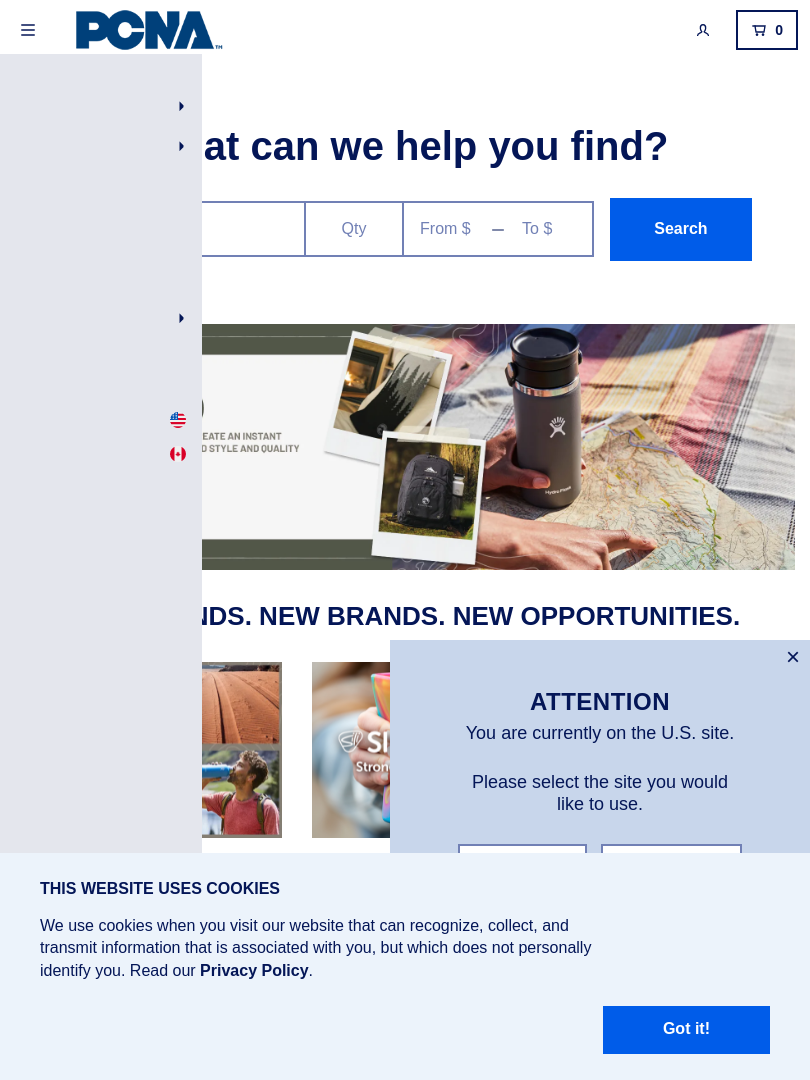 PCNA™
0
at can we help you find?
Qty
From $
To $
Search
EATE AN INSTANT
D STYLE AND QUALITY
Hydro Flask
NDS. NEW BRANDS. NEW OPPORTUNITIES.
ATTENTION
You are currently on the U.S. site.
Please select the site you would
like to use.
THIS WEBSITE USES COOKIES
We use cookies when you visit our website that can recognize, collect, and
transmit information that is associated with you, but which does not personally
identify you. Read our Privacy Policy.
Got it!